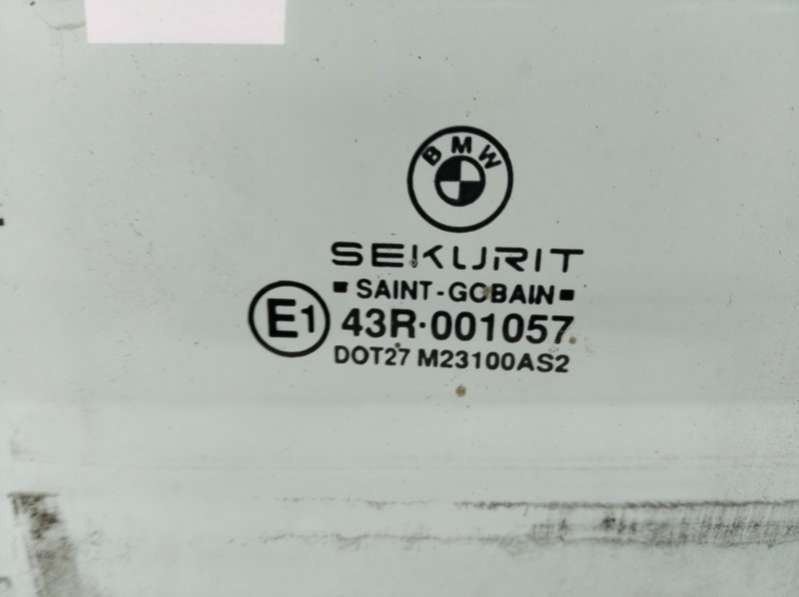 BMW
SEKURIT
SAINT-GOBAIN
E1 43R·001057
DOT27 M23100AS2